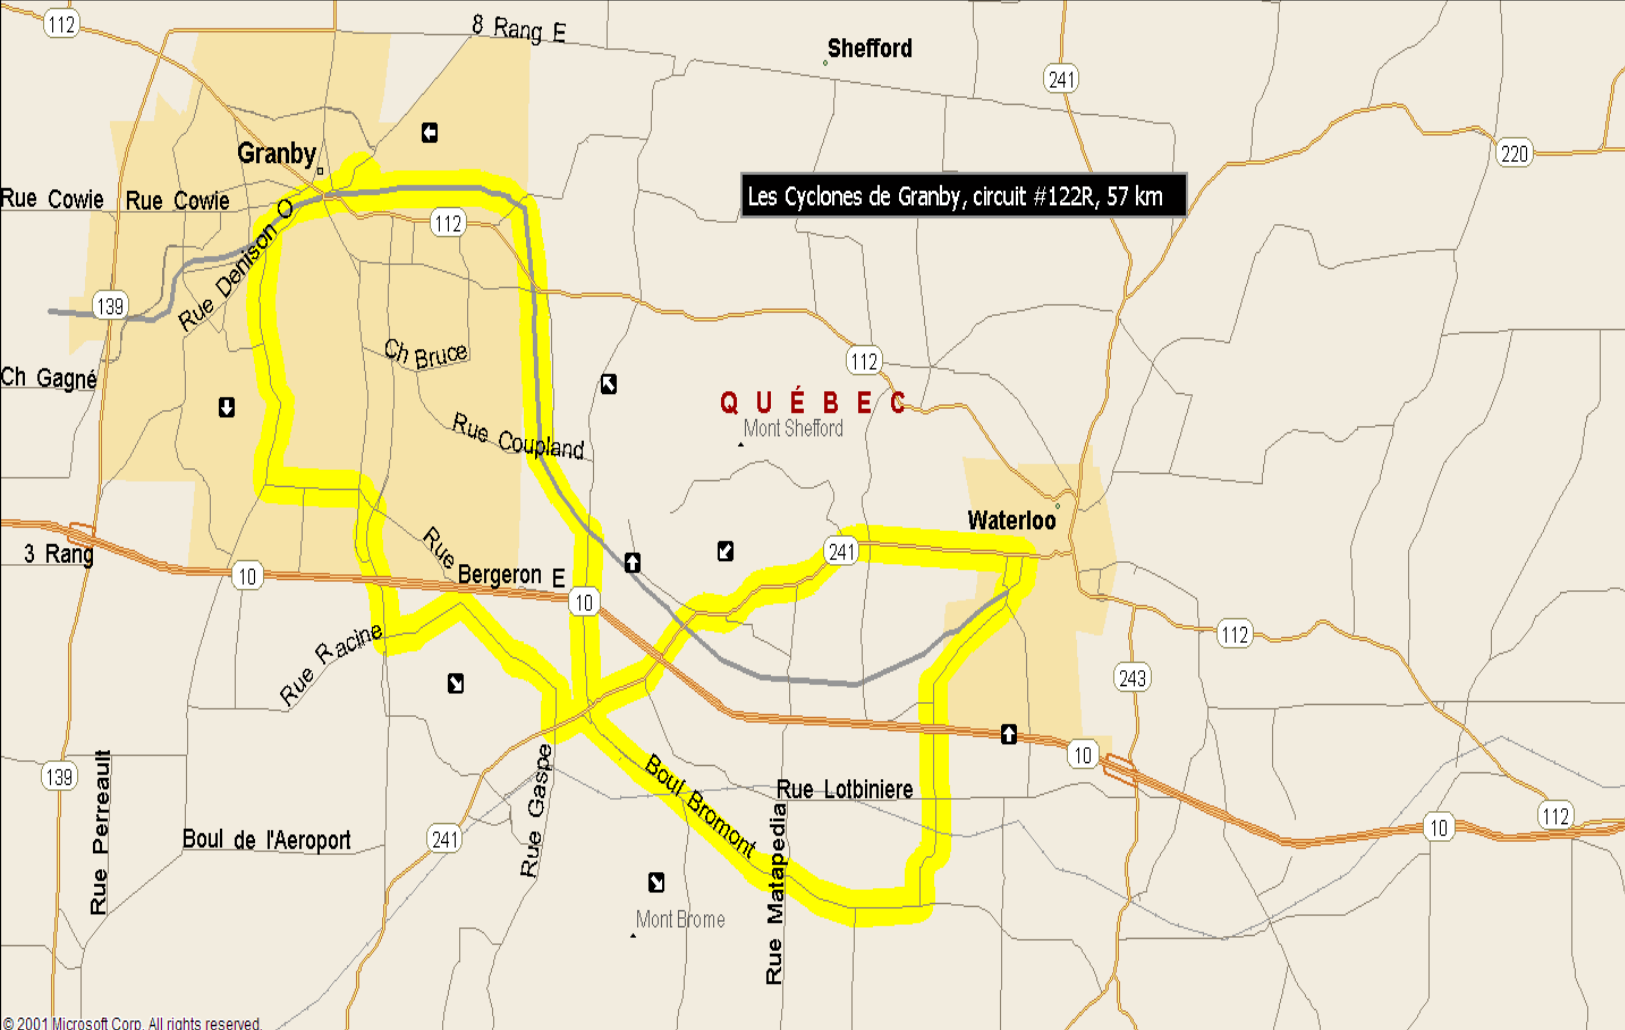 112
8 Rang E
Shefford
241
220
Granby
Rue Cowie
Rue Cowie
Les Cyclones de Granby, circuit #122R, 57 km
112
Rue Denison
139
Ch Bruce
112
Ch Gagné
QUÉBEC
Mont Shefford
Rue Coupland
Waterloo
3 Rang
Rue
Bergeron E
241
10
10
Rue Racine
112
243
Rue Perreault
139
Rue Gaspe
Boul Bromont
Rue Lotbiniere
10
Rue Matapedia
Boul de l'Aeroport
241
10
112
Mont Brome
© 2001 Microsoft Corp. All rights reserved.